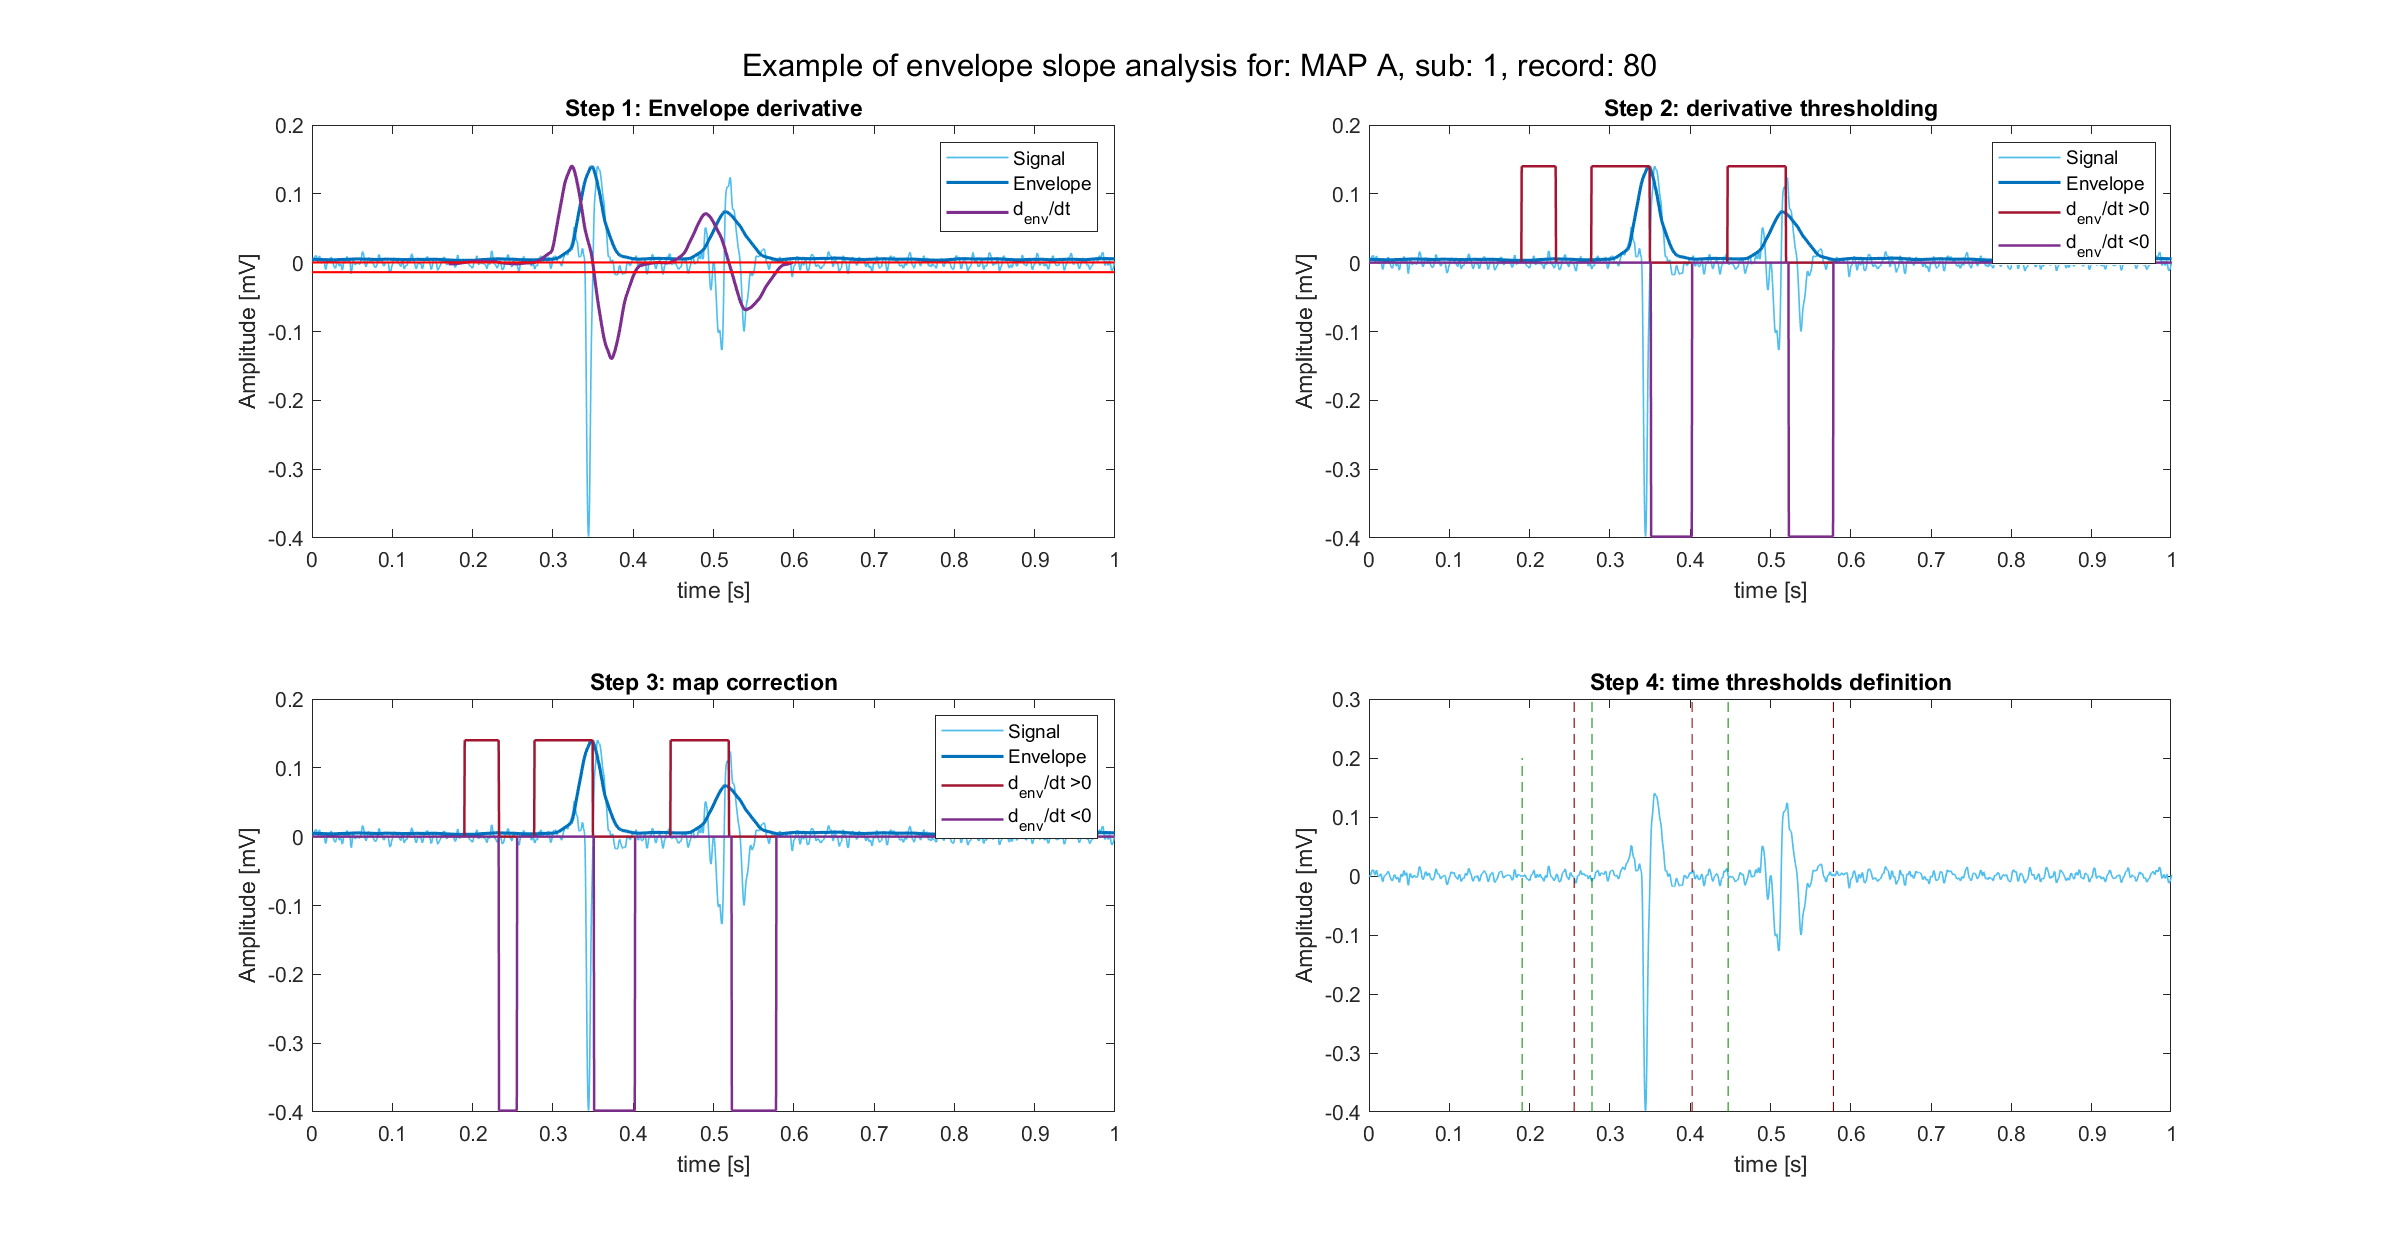 Example of envelope slope analysis for: MAP A, sub: 1, record: 80
Step 1: Envelope derivative
0.2
0.1
0
-0.1
-0.2
-0.3
-0.4
Amplitude [mV]
0 0.1 0.2 0.3 0.4 0.5 0.6 0.7 0.8 0.9 1
time [s]
Signal
Envelope
d_env/dt
Step 2: derivative thresholding
0.2
0.1
0
-0.1
-0.2
-0.3
-0.4
Amplitude [mV]
0 0.1 0.2 0.3 0.4 0.5 0.6 0.7 0.8 0.9 1
time [s]
Signal
Envelope
d_env/dt >0
d_env/dt <0
Step 3: map correction
0.2
0.1
0
-0.1
-0.2
-0.3
-0.4
Amplitude [mV]
0 0.1 0.2 0.3 0.4 0.5 0.6 0.7 0.8 0.9 1
time [s]
Signal
Envelope
d_env/dt >0
d_env/dt <0
Step 4: time thresholds definition
0.3
0.2
0.1
0
-0.1
-0.2
-0.3
-0.4
Amplitude [mV]
0 0.1 0.2 0.3 0.4 0.5 0.6 0.7 0.8 0.9 1
time [s]